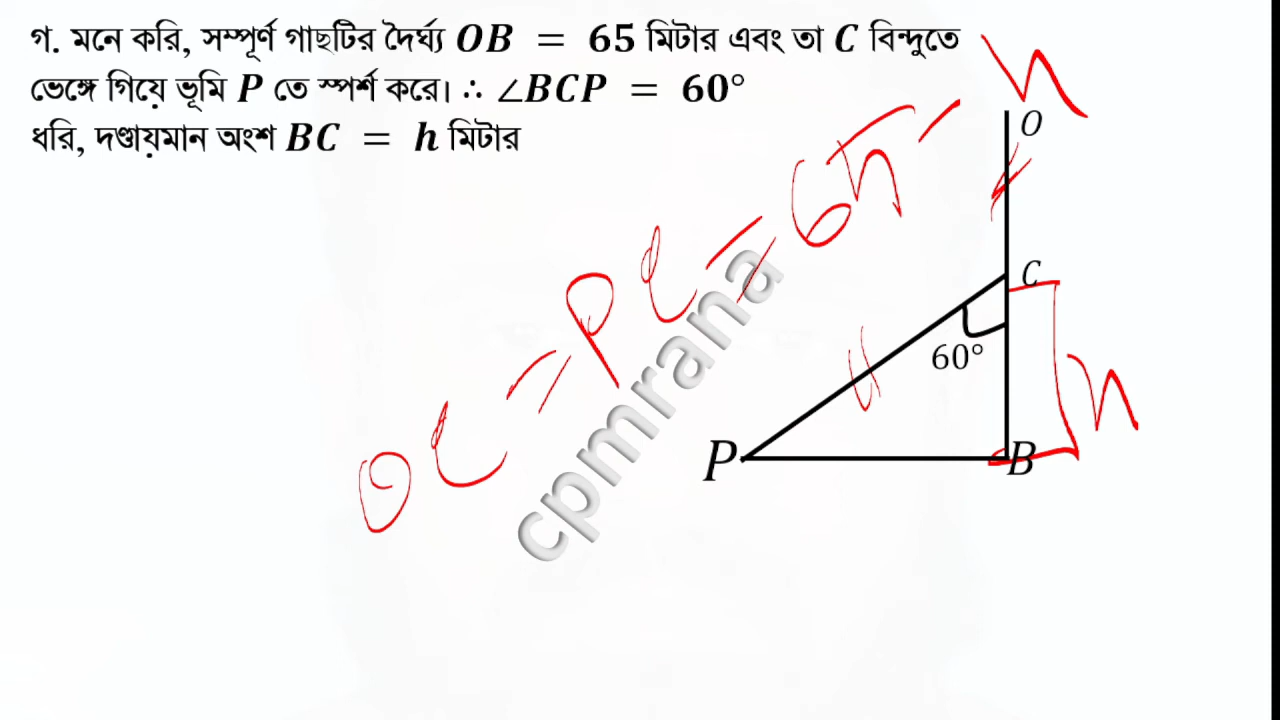 গ. মনে করি, সম্পূর্ণ গাছটির দৈর্ঘ্য OB = 65 মিটার এবং তা C বিন্দুতে
ভেঙ্গে গিয়ে ভূমি P তে স্পর্শ করে। ∴ ∠BCP = 60°
ধরি, দণ্ডায়মান অংশ BC = h মিটার
O
C
60°
h
P
B
OC = PC = 65 - h
cpmrana